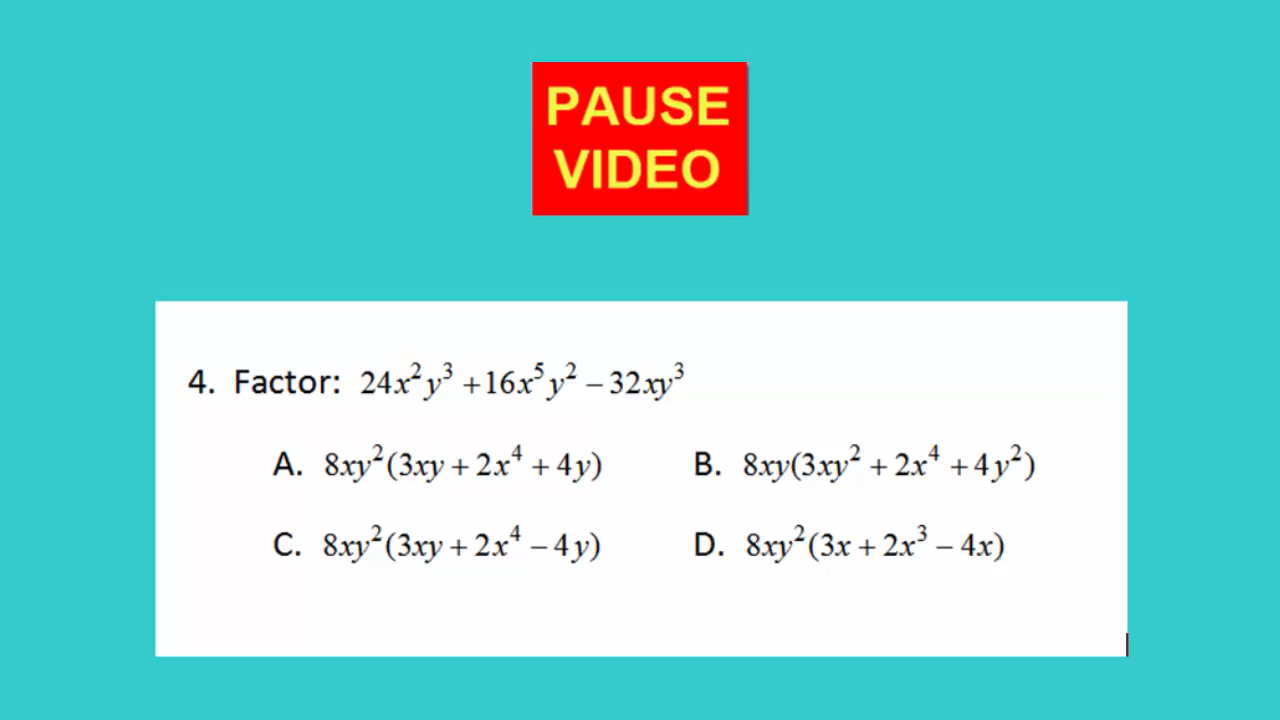 PAUSE
VIDEO
4. Factor: 24x²y³ + 16x⁵y² − 32xy³
A. 8xy²(3xy + 2x⁴ + 4y) B. 8xy(3xy² + 2x⁴ + 4y²)
C. 8xy²(3xy + 2x⁴ − 4y) D. 8xy²(3x + 2x³ − 4x)